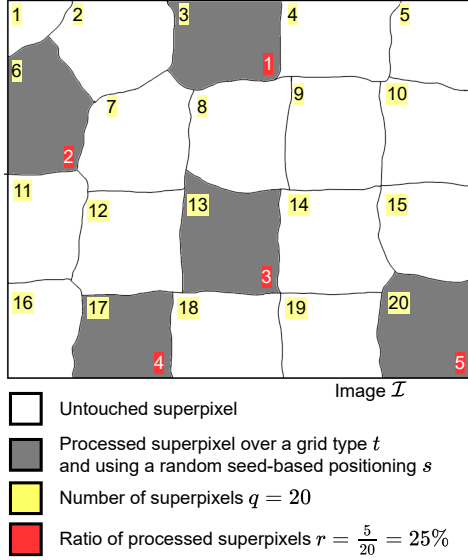 1 2 3 4 5
6
1
7 8 9 10
2
11 12 13 14 15
3
16 17 18 19 20
4 5
Image ℐ
Untouched superpixel
Processed superpixel over a grid type t
and using a random seed-based positioning s
Number of superpixels q = 20
Ratio of processed superpixels r = 5/20 = 25%